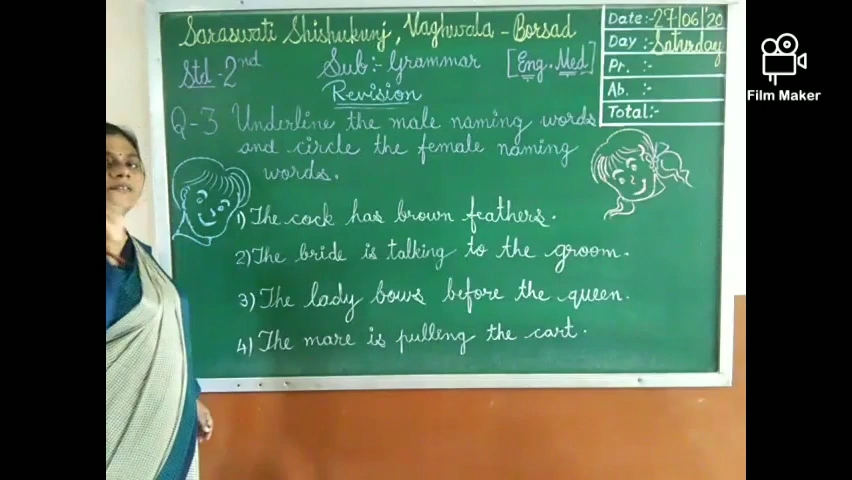 Saraswati Shishukunj, Vaghwala - Borsad
Date:-27/06/'20
Day:-Saturday
Std-2nd Sub:- Grammar [Eng. Med.]
Pr. :-
Revision
Ab. :-
Total:-
Q-3 Underline the male naming words
and circle the female naming
words.
1) The cock has brown feathers.
2) The bride is talking to the groom.
3) The lady bows before the queen.
4) The mare is pulling the cart.
Film Maker